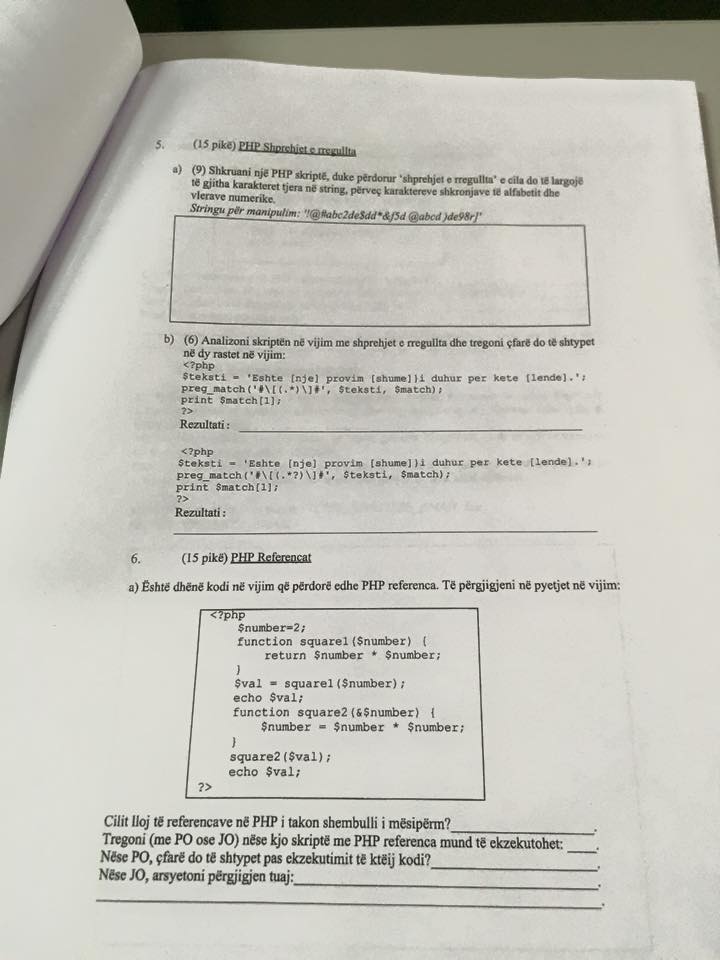 5. (15 pikë) PHP Shprehjet e rregullta
a) (9) Shkruani një PHP skriptë, duke përdorur 'shprehjet e rregullta' e cila do të largojë
të gjitha karakteret tjera në string, përveç karaktereve shkronjave të alfabetit dhe
vlerave numerike.
Stringu për manipulim: '!@#abc2de$dd*&f5d @abcd )de98r]'
b) (6) Analizoni skriptën në vijim me shprehjet e rregullta dhe tregoni çfarë do të shtypet
në dy rastet në vijim:
<?php
$teksti = 'Eshte [nje] provim [shume]}i duhur per kete [lende].';
preg_match('#\[(.*)\]#', $teksti, $match);
print $match[1];
?>
Rezultati :
<?php
$teksti = 'Eshte [nje] provim [shume]}i duhur per kete [lende].';
preg_match('#\[(.*?)\]#', $teksti, $match);
print $match[1];
?>
Rezultati :
6. (15 pikë) PHP Referencat
a) Është dhënë kodi në vijim që përdorë edhe PHP referenca. Të përgjigjeni në pyetjet në vijim:
<?php
$number=2;
function square1($number) {
return $number * $number;
}
$val = square1($number);
echo $val;
function square2(&$number) {
$number = $number * $number;
}
square2($val);
echo $val;
?>
Cilit lloj të referencave në PHP i takon shembulli i mësipërm?____.
Tregoni (me PO ose JO) nëse kjo skriptë me PHP referenca mund të ekzekutohet: ____.
Nëse PO, çfarë do të shtypet pas ekzekutimit të ktëij kodi?____.
Nëse JO, arsyetoni përgjigjen tuaj:____.